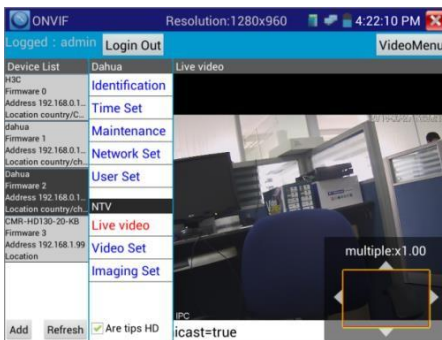 ONVIF Resolution:1280x960 4:22:10 PM
Logged : admin Login Out VideoMenu
Device List
H3C
Firmware 0
Address 192.168.0.1..
Location country/C...
dahua
Firmware 1
Address 192.168.0.1..
Location country/ch..
Dahua
Firmware 2
Address 192.168.0.1..
Location country/ch..
CMR-HD130-20-KB
Firmware 3
Address 192.168.1.99
Location
Add Refresh
Dahua
Identification
Time Set
Maintenance
Network Set
User Set
NTV
Live video
Video Set
Imaging Set
Are tips HD
Live video
multiple:x1.00
IPC
icast=true